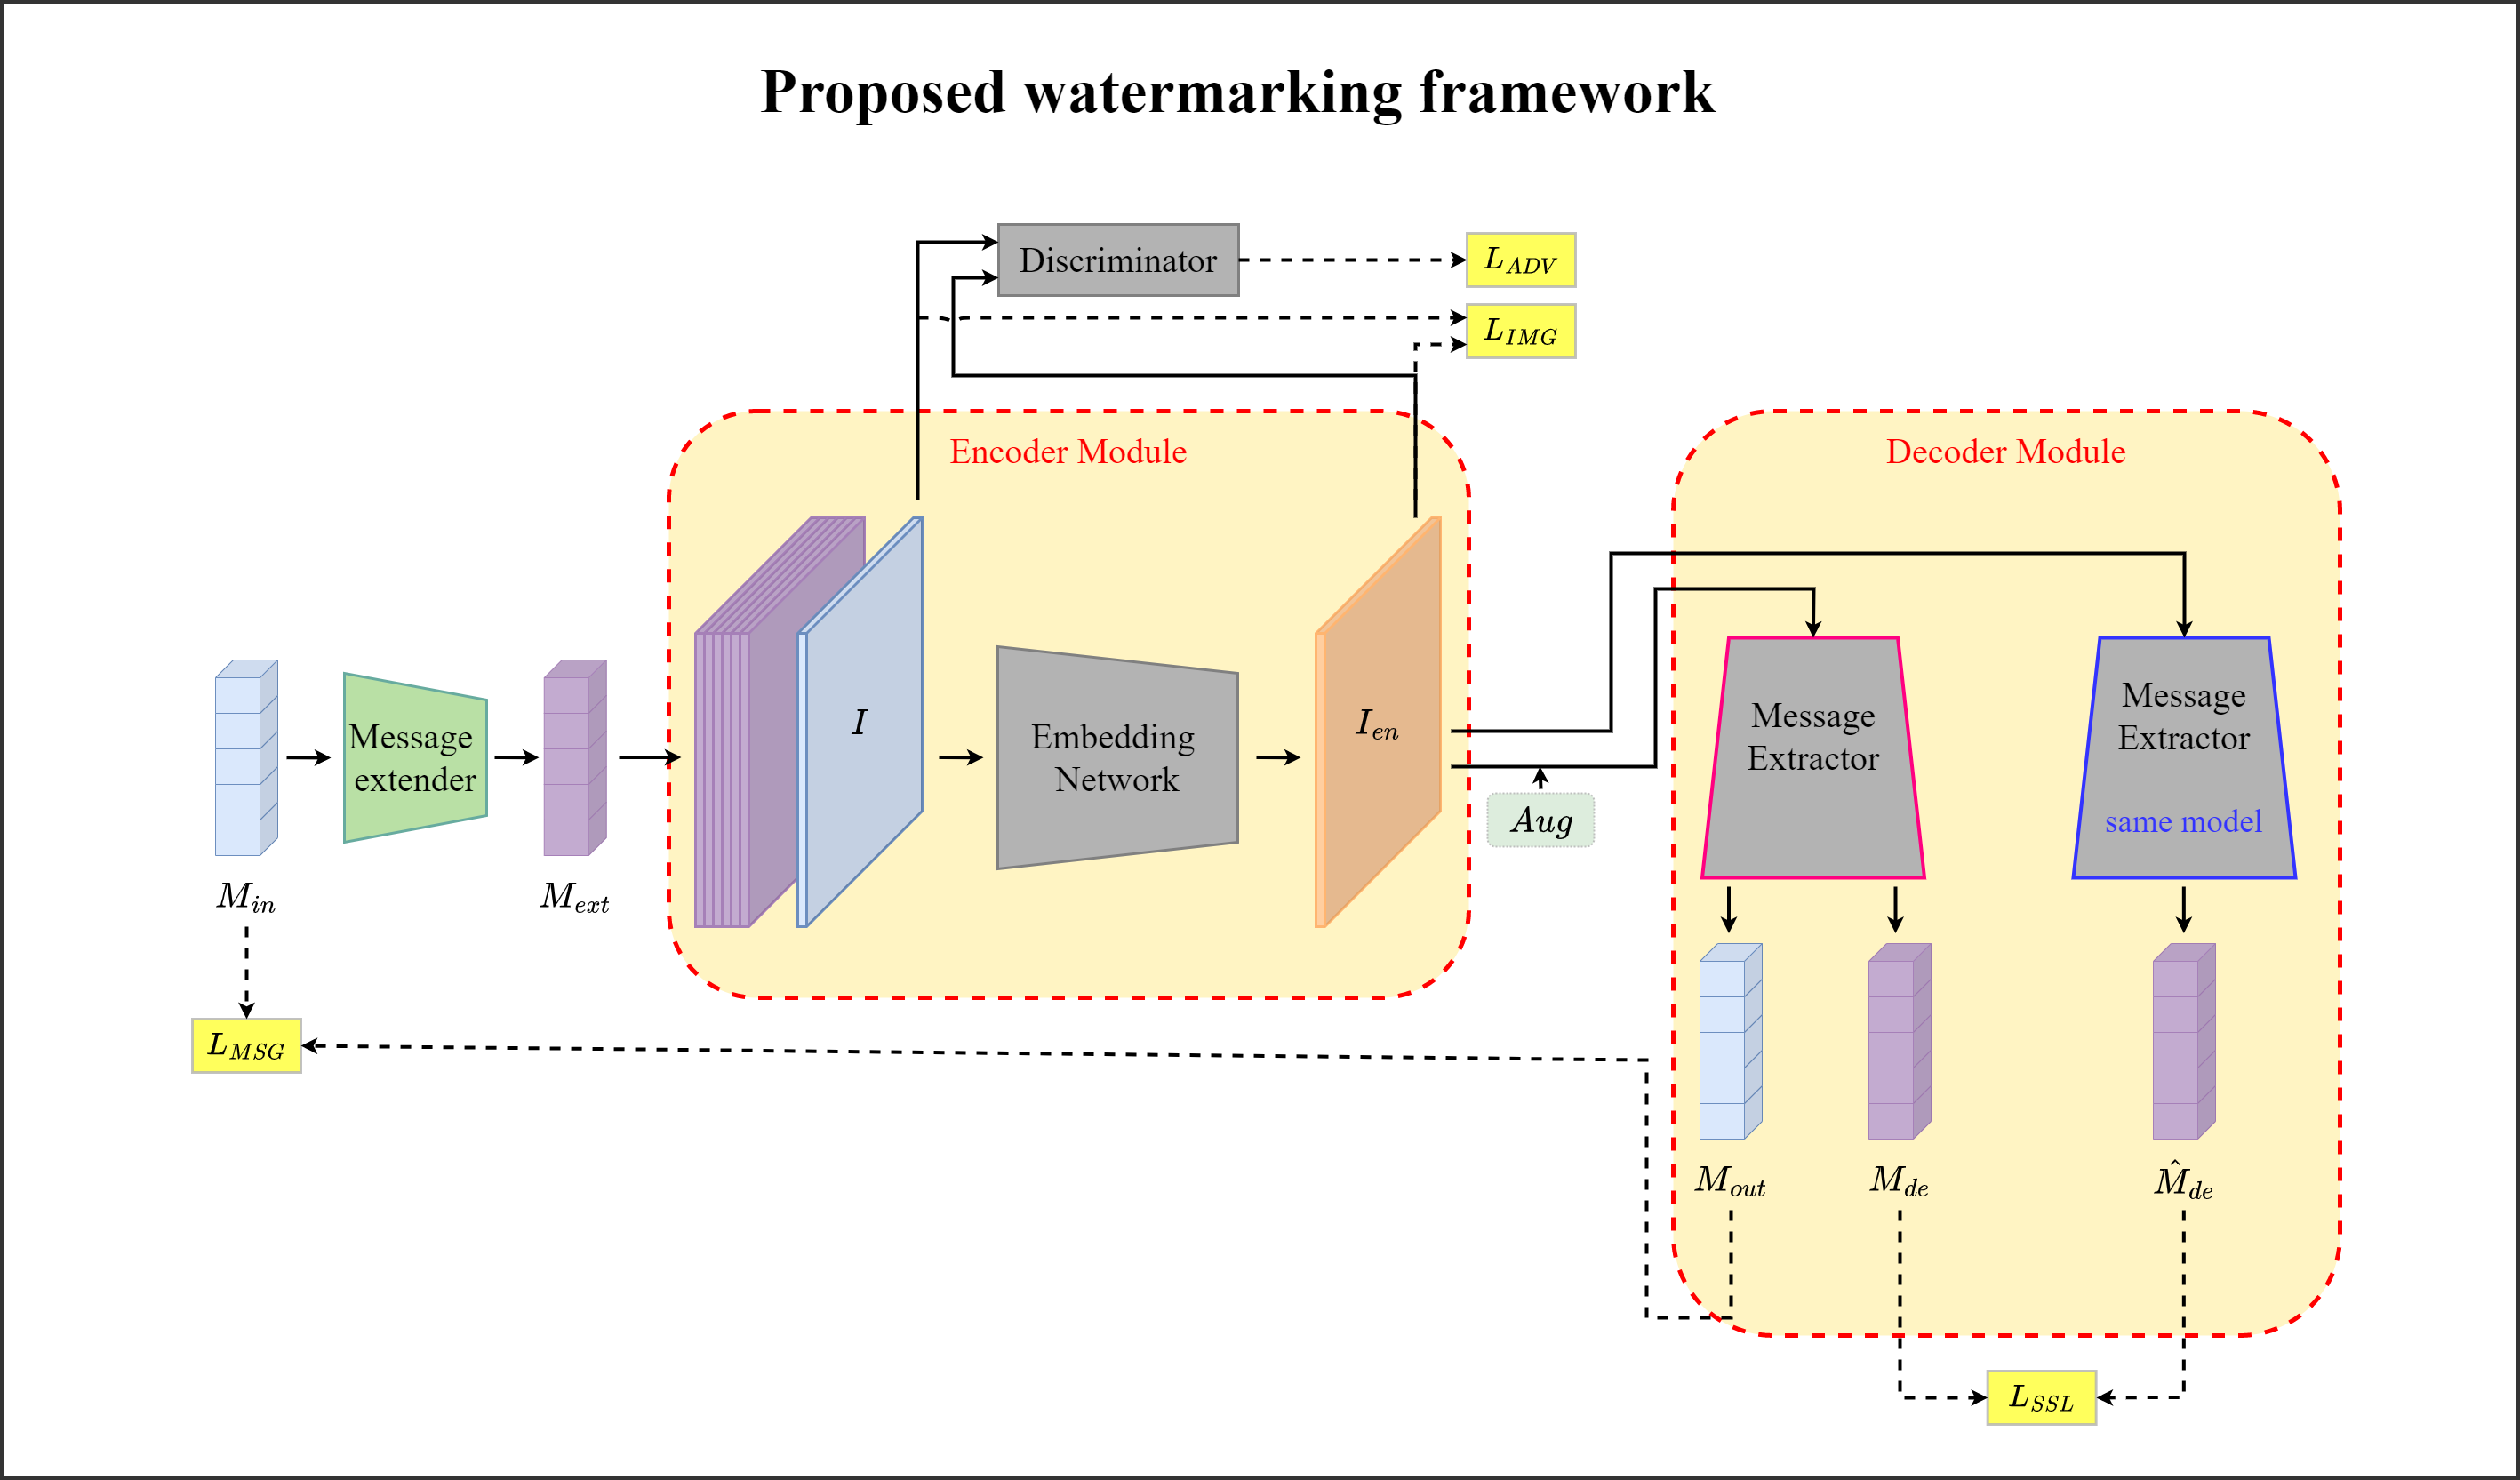 Proposed watermarking framework
Discriminator
L_{ADV}
L_{IMG}
Encoder Module
Decoder Module
Message
extender
I
Embedding
Network
I_{en}
Aug
Message
Extractor
Message
Extractor
same model
M_{in}
M_{ext}
L_{MSG}
M_{out}
M_{de}
\hat{M}_{de}
L_{SSL}